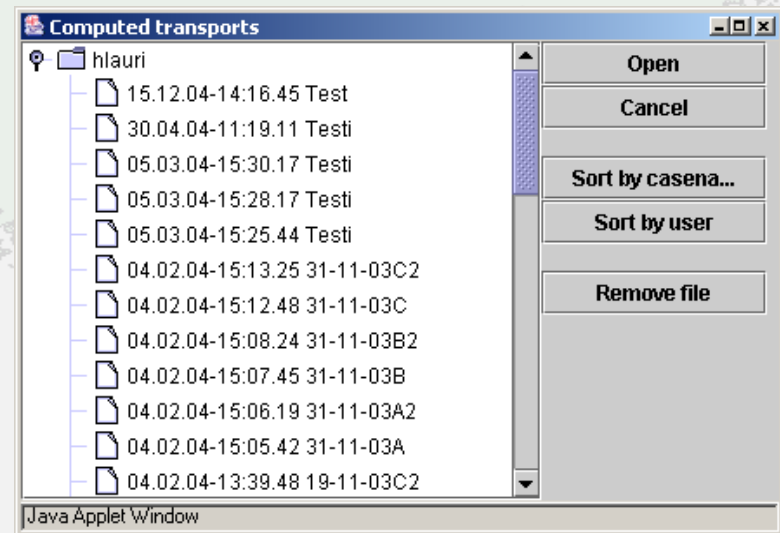 Computed transports
hlauri
15.12.04-14:16.45 Test
30.04.04-11:19.11 Testi
05.03.04-15:30.17 Testi
05.03.04-15:28.17 Testi
05.03.04-15:25.44 Testi
04.02.04-15:13.25 31-11-03C2
04.02.04-15:12.48 31-11-03C
04.02.04-15:08.24 31-11-03B2
04.02.04-15:07.45 31-11-03B
04.02.04-15:06.19 31-11-03A2
04.02.04-15:05.42 31-11-03A
04.02.04-13:39.48 19-11-03C2
Open
Cancel
Sort by casena...
Sort by user
Remove file
Java Applet Window